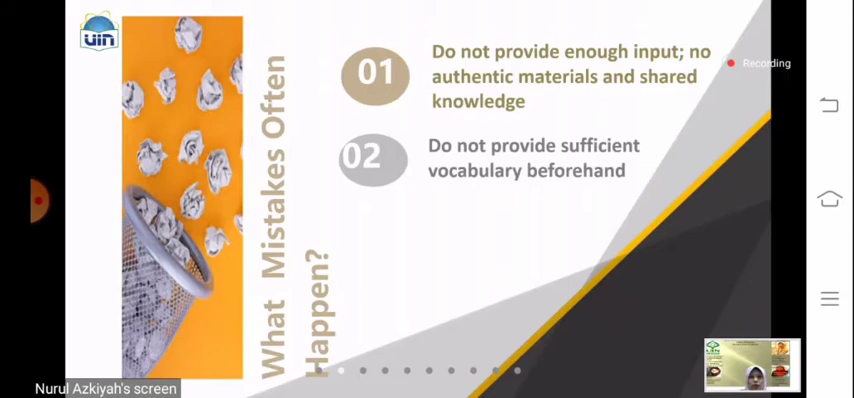 uin
What Mistakes Often
Happen?
01
Do not provide enough input; no
authentic materials and shared
knowledge
02
Do not provide sufficient
vocabulary beforehand
Recording
Nurul Azkiyah's screen